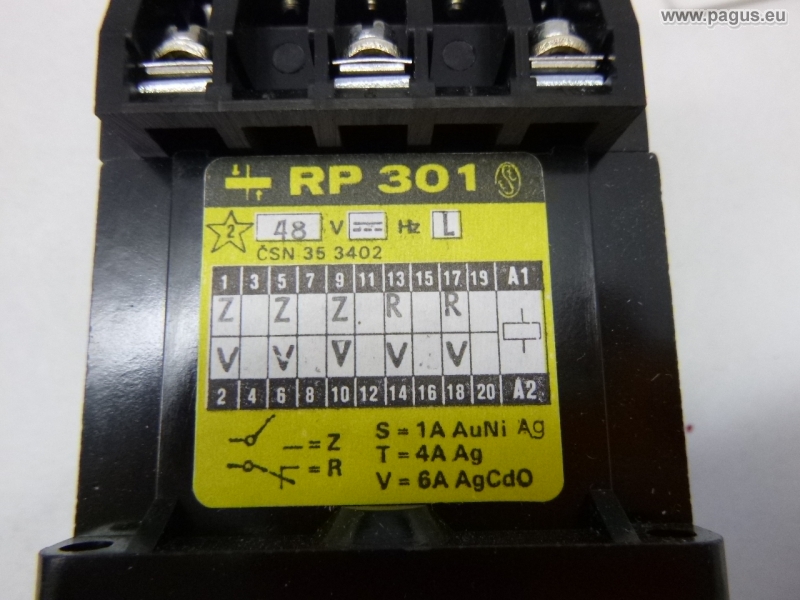 www.pagus.eu
RP 301
2 48 V Hz L
ČSN 35 3402
1 3 5 7 9 11 13 15 17 19 A1
Z Z Z R R
V V V V V
2 4 6 8 10 12 14 16 18 20 A2
= Z S = 1A AuNi Ag
= R T = 4A Ag
V = 6A AgCdO